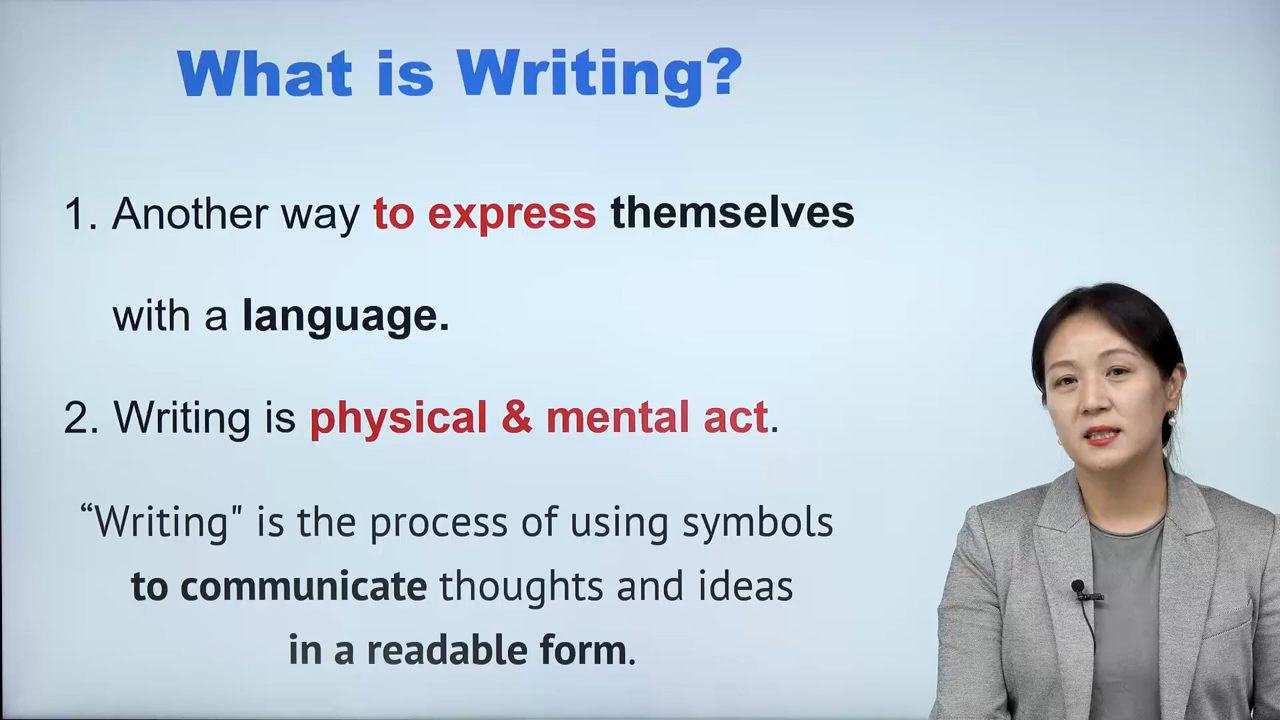 What is Writing?
1. Another way to express themselves
with a language.
2. Writing is physical & mental act.
“Writing" is the process of using symbols
to communicate thoughts and ideas
in a readable form.